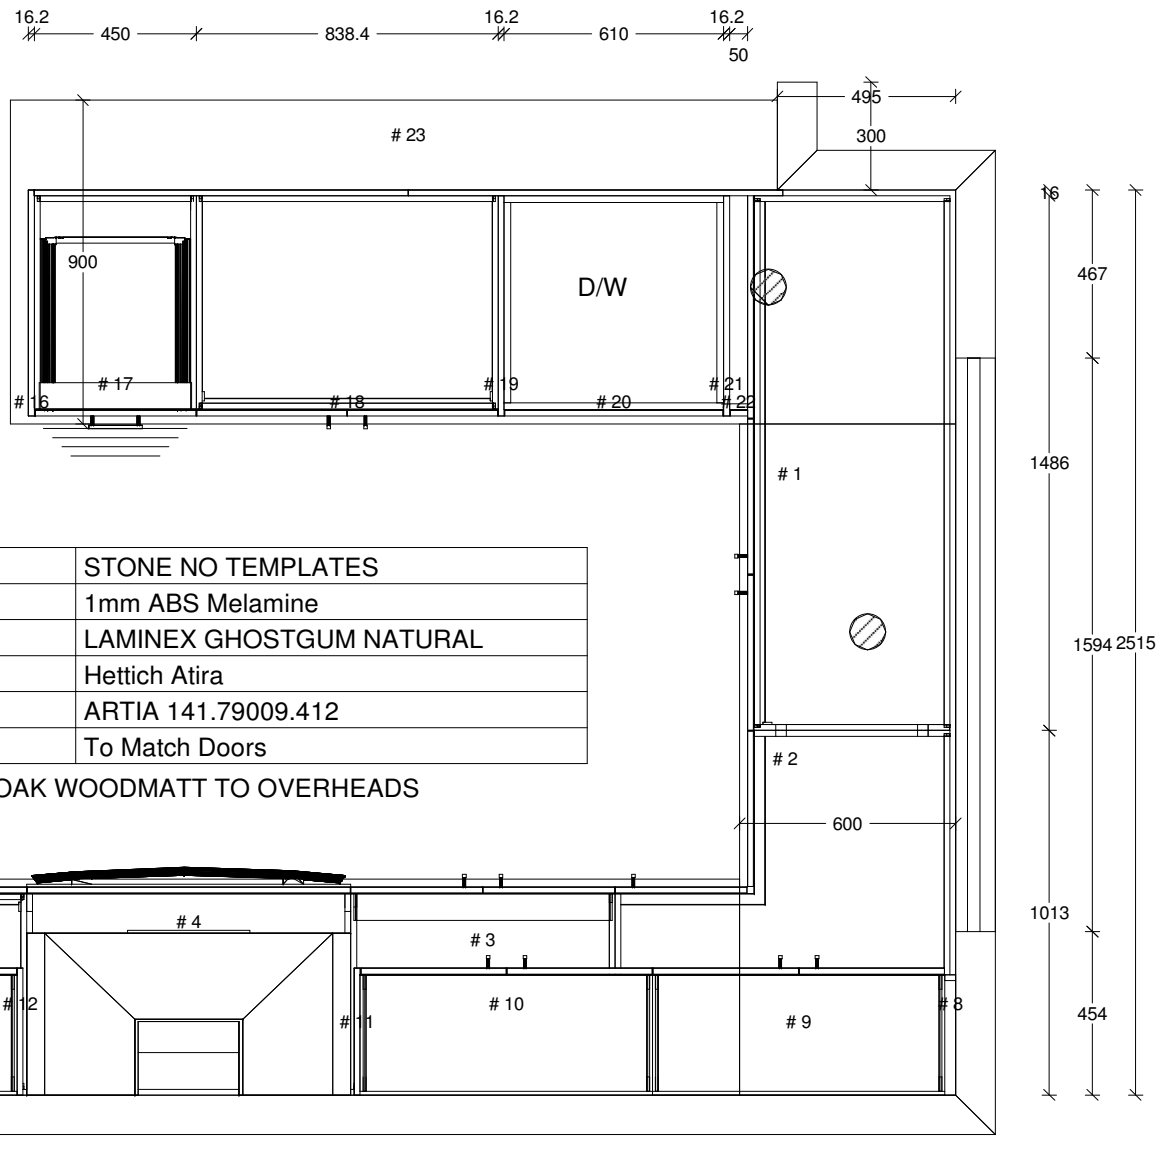 16.2 16.2 16.2
450 838.4 610
50
495
# 23
300
16
900
D/W
467
# 17 # 19 # 21
# 16 # 18 # 20 # 22
1486
# 1
STONE NO TEMPLATES
1mm ABS Melamine
LAMINEX GHOSTGUM NATURAL
1594 2515
Hettich Atira
ARTIA 141.79009.412
To Match Doors
# 2
OAK WOODMATT TO OVERHEADS
600
# 4
1013
# 3
# 12
# 10
# 8
# 11
# 9
454